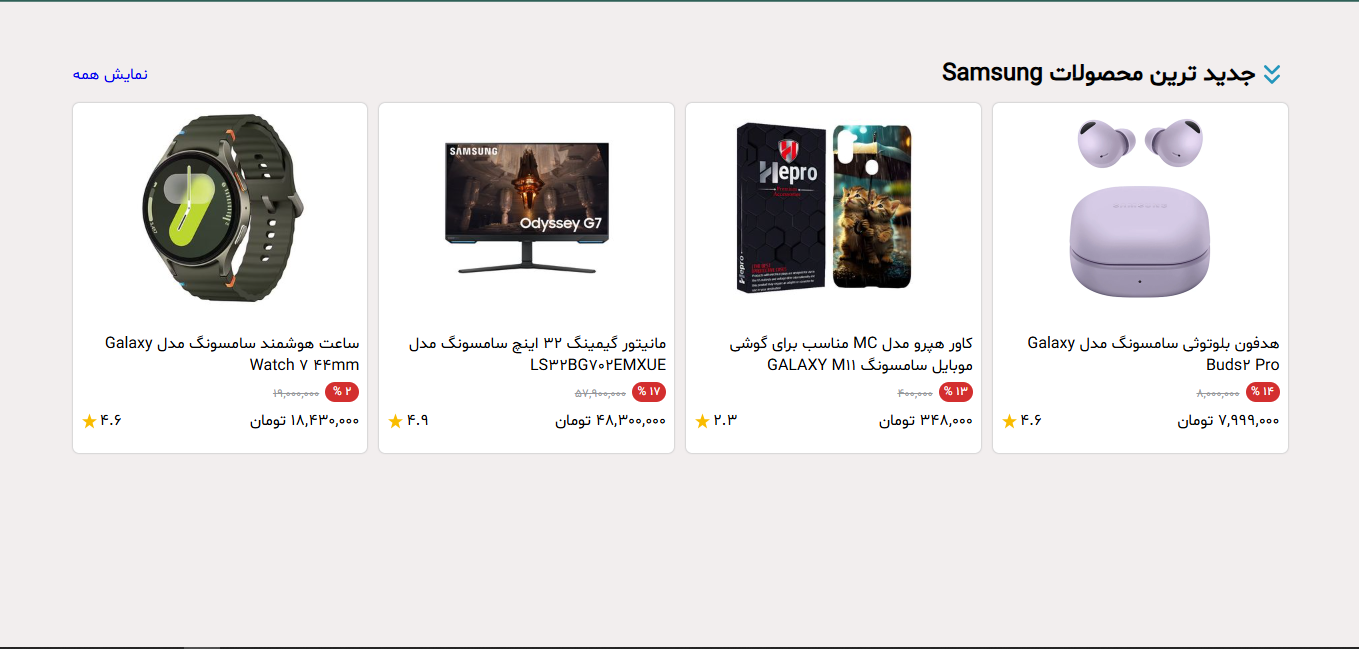 جدید ترین محصولات Samsung
نمایش همه
Hepro
هدفون بلوتوثی سامسونگ مدل Galaxy
Buds۲ Pro
% ۱۴ ۸,۰۰۰,۰۰۰
۷,۹۹۹,۰۰۰ تومان
۴.۶
کاور هپرو مدل MC مناسب برای گوشی
موبایل سامسونگ GALAXY M۱۱
% ۱۳ ۴۰۰,۰۰۰
۳۴۸,۰۰۰ تومان
۲.۳
SAMSUNG
Odyssey G7
مانیتور گیمینگ ۳۲ اینچ سامسونگ مدل
LS۳۲BG۷۰۲EMXUE
% ۱۷ ۵۷,۹۰۰,۰۰۰
۴۸,۳۰۰,۰۰۰ تومان
۴.۹
ساعت هوشمند سامسونگ مدل Galaxy
Watch ۷ ۴۴mm
% ۲ ۱۹,۰۰۰,۰۰۰
۱۸,۴۳۰,۰۰۰ تومان
۴.۶